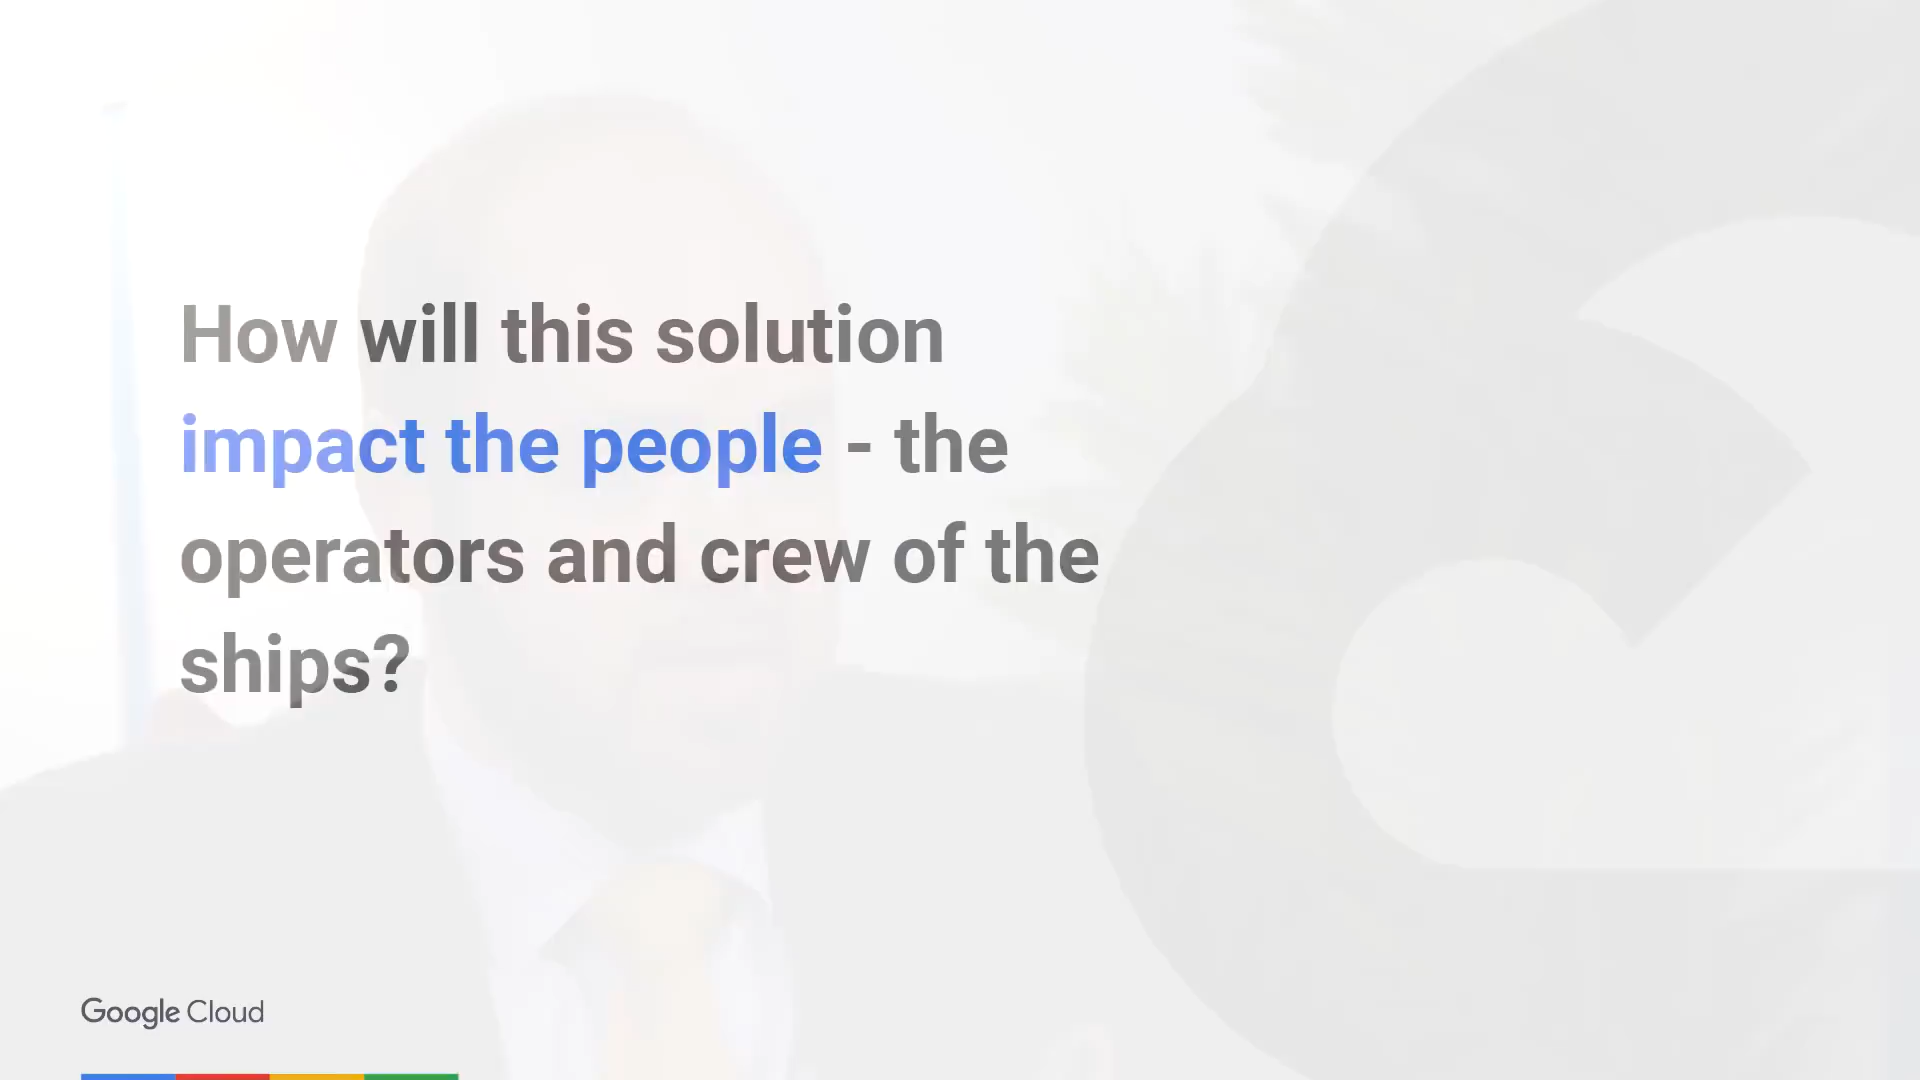 How will this solution
impact the people - the
operators and crew of the
ships?
Google Cloud